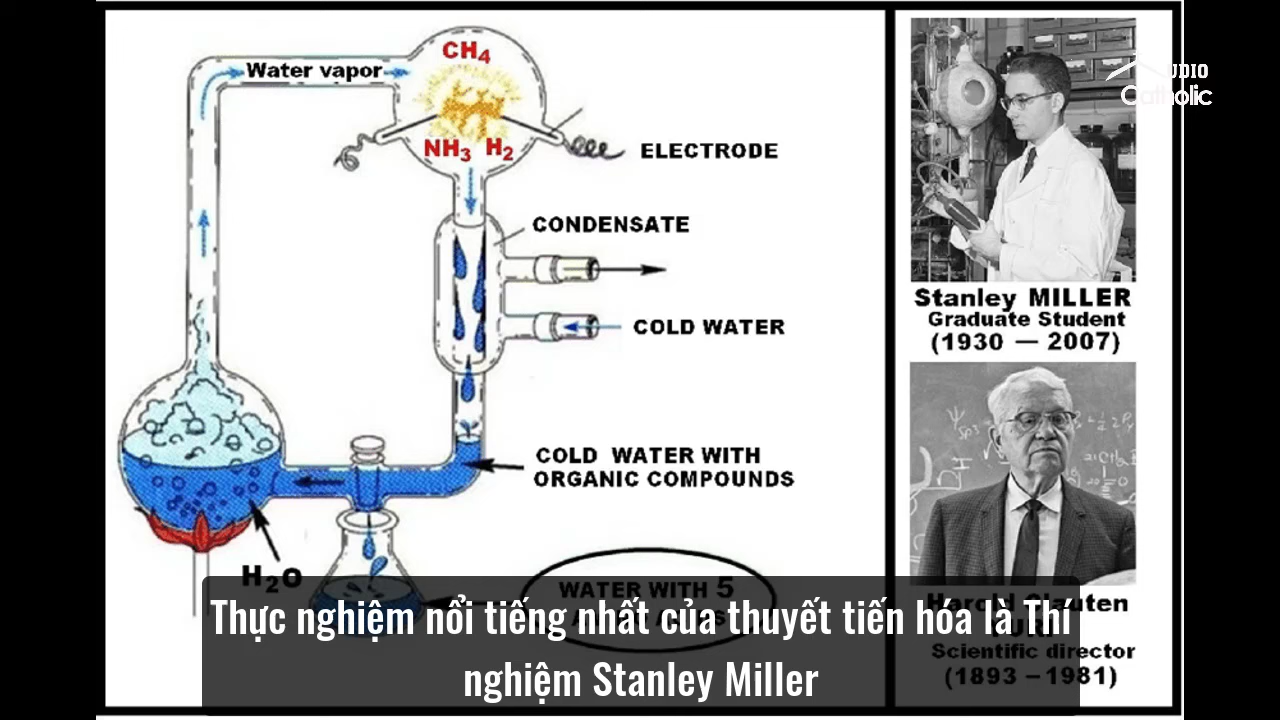 CH4
Water vapor
NH3 H2
ELECTRODE
CONDENSATE
COLD WATER
COLD WATER WITH
ORGANIC COMPOUNDS
H2O
WATER WITH 5
Stanley MILLER
Graduate Student
(1930 — 2007)
Scientific director
(1893 – 1981)
UDIO
Catholic
Thực nghiệm nổi tiếng nhất của thuyết tiến hóa là Thí
nghiệm Stanley Miller